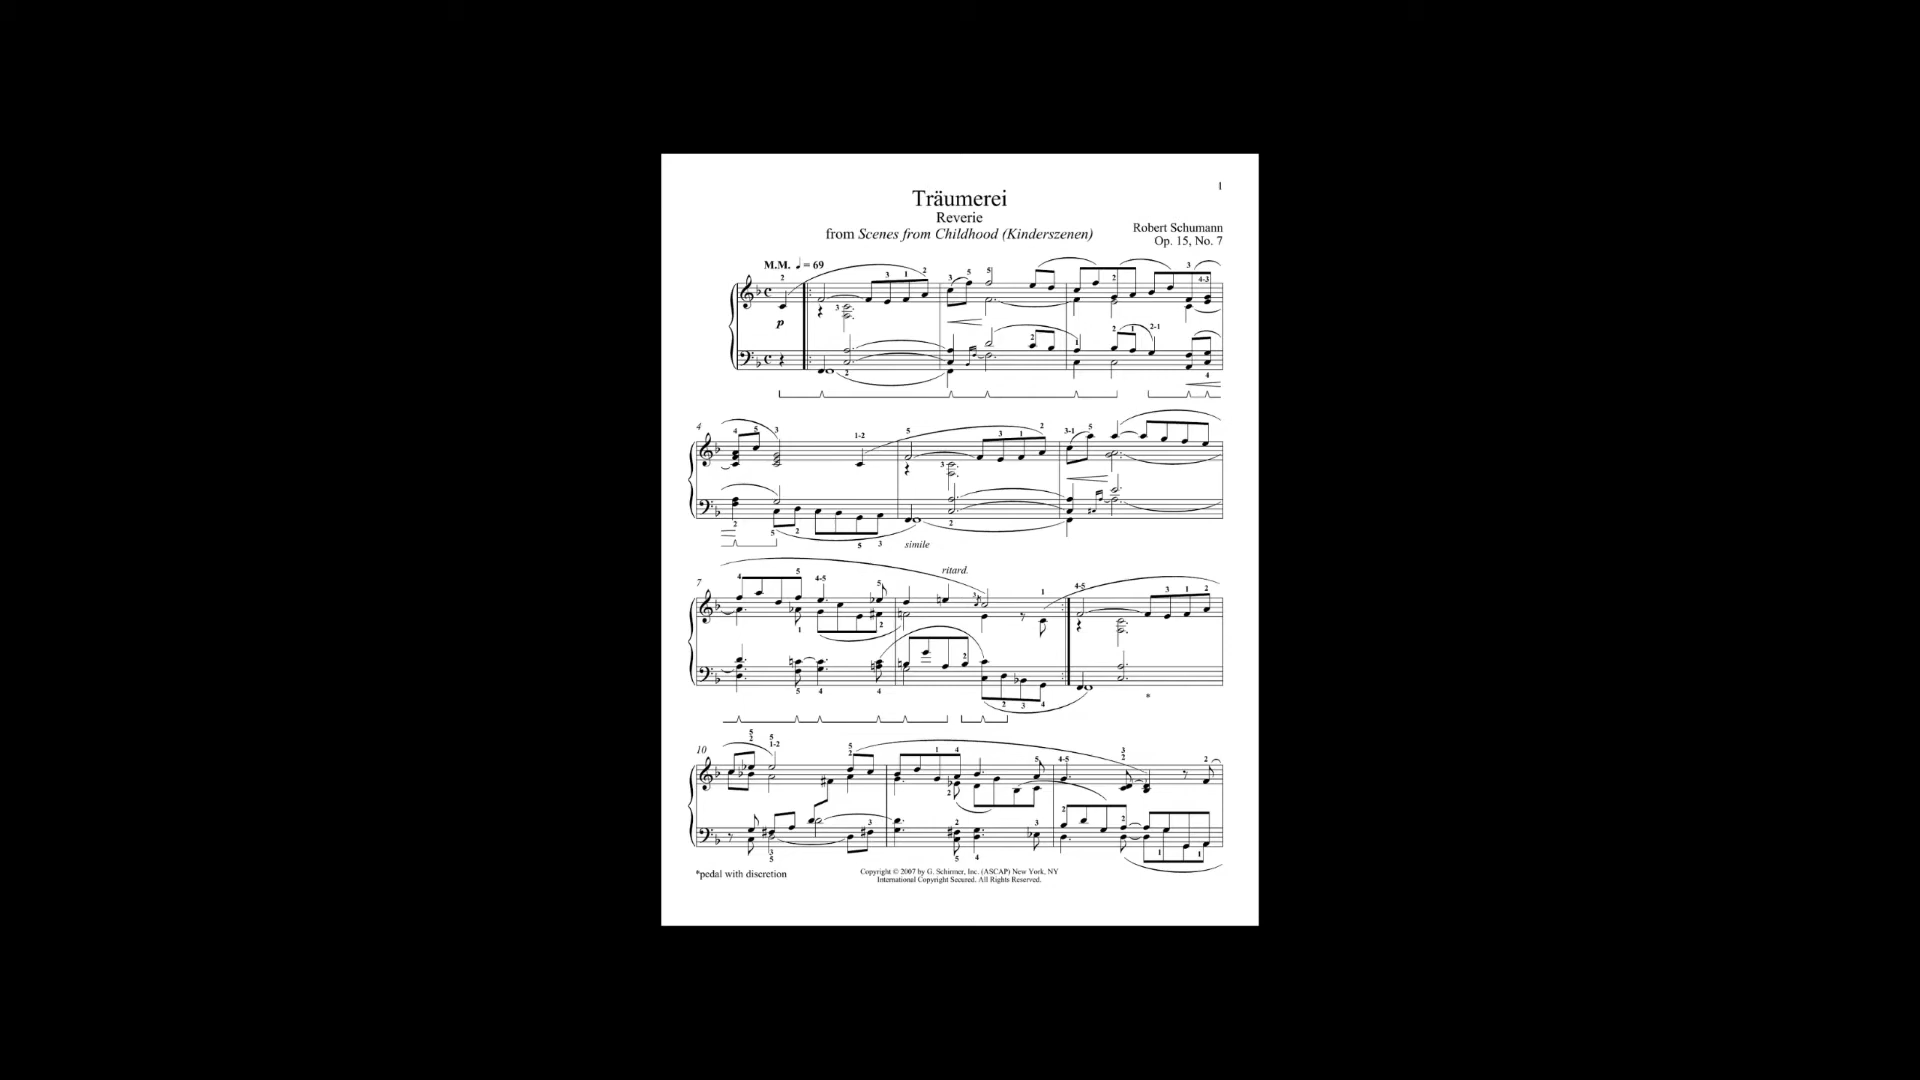 1
Träumerei
Reverie
from Scenes from Childhood (Kinderszenen)
Robert Schumann
Op. 15, No. 7
M.M. ♩ = 69
p
4
simile
7
ritard.
*
10
*pedal with discretion
Copyright © 2007 by G. Schirmer, Inc. (ASCAP) New York, NY
International Copyright Secured. All Rights Reserved.